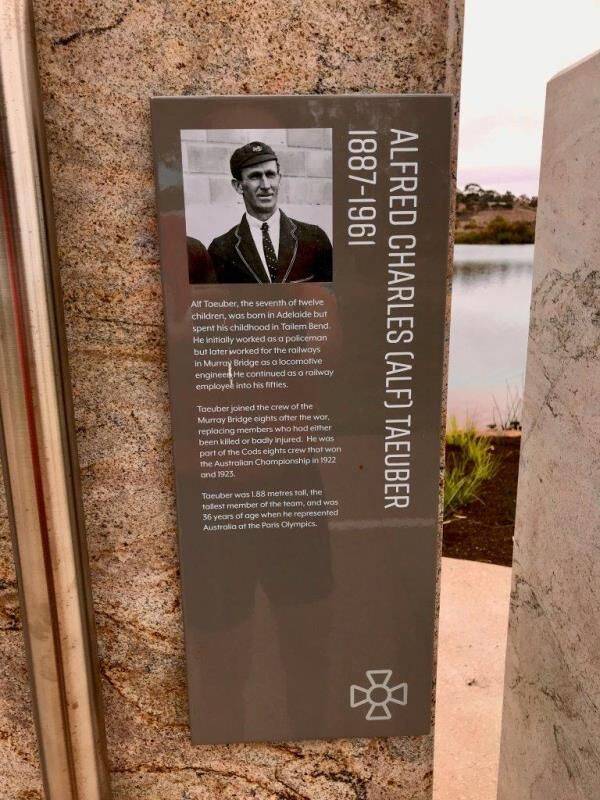 ALFRED CHARLES (ALF) TAEUBER
1887-1961
Alf Taeuber, the seventh of twelve
children, was born in Adelaide but
spent his childhood in Tailem Bend.
He initially worked as a policeman
but later worked for the railways
in Murray Bridge as a locomotive
engineer. He continued as a railway
employee into his fifties.
Taeuber joined the crew of the
Murray Bridge eights after the war,
replacing members who had either
been killed or badly injured. He was
part of the Cods eights crew that won
the Australian Championship in 1922
and 1923.
Taeuber was 1.88 metres tall, the
tallest member of the team, and was
36 years of age when he represented
Australia at the Paris Olympics.